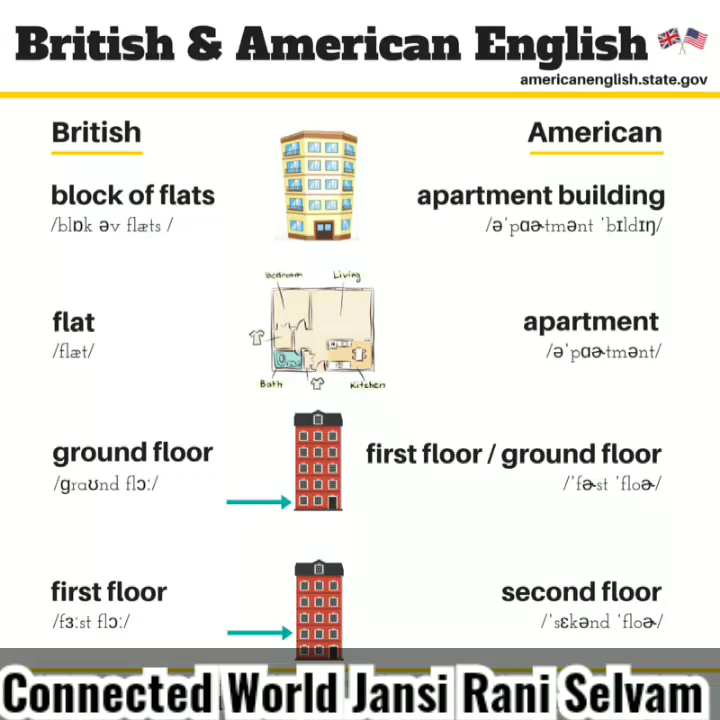 British & American English
americanenglish.state.gov
British
American
block of flats
apartment building
/blɒk əv flæts /
/əˈpɑɚtmənt ˈbɪldɪŋ/
Bedroom
Living
flat
apartment
/flæt/
/əˈpɑɚtmənt/
Bath
Kitchen
ground floor
first floor / ground floor
/graʊnd flɔː/
/ˈfɚst ˈfloɚ/
first floor
second floor
/fɜːst flɔː/
/ˈsɛkənd ˈfloɚ/
Connected World Jansi Rani Selvam